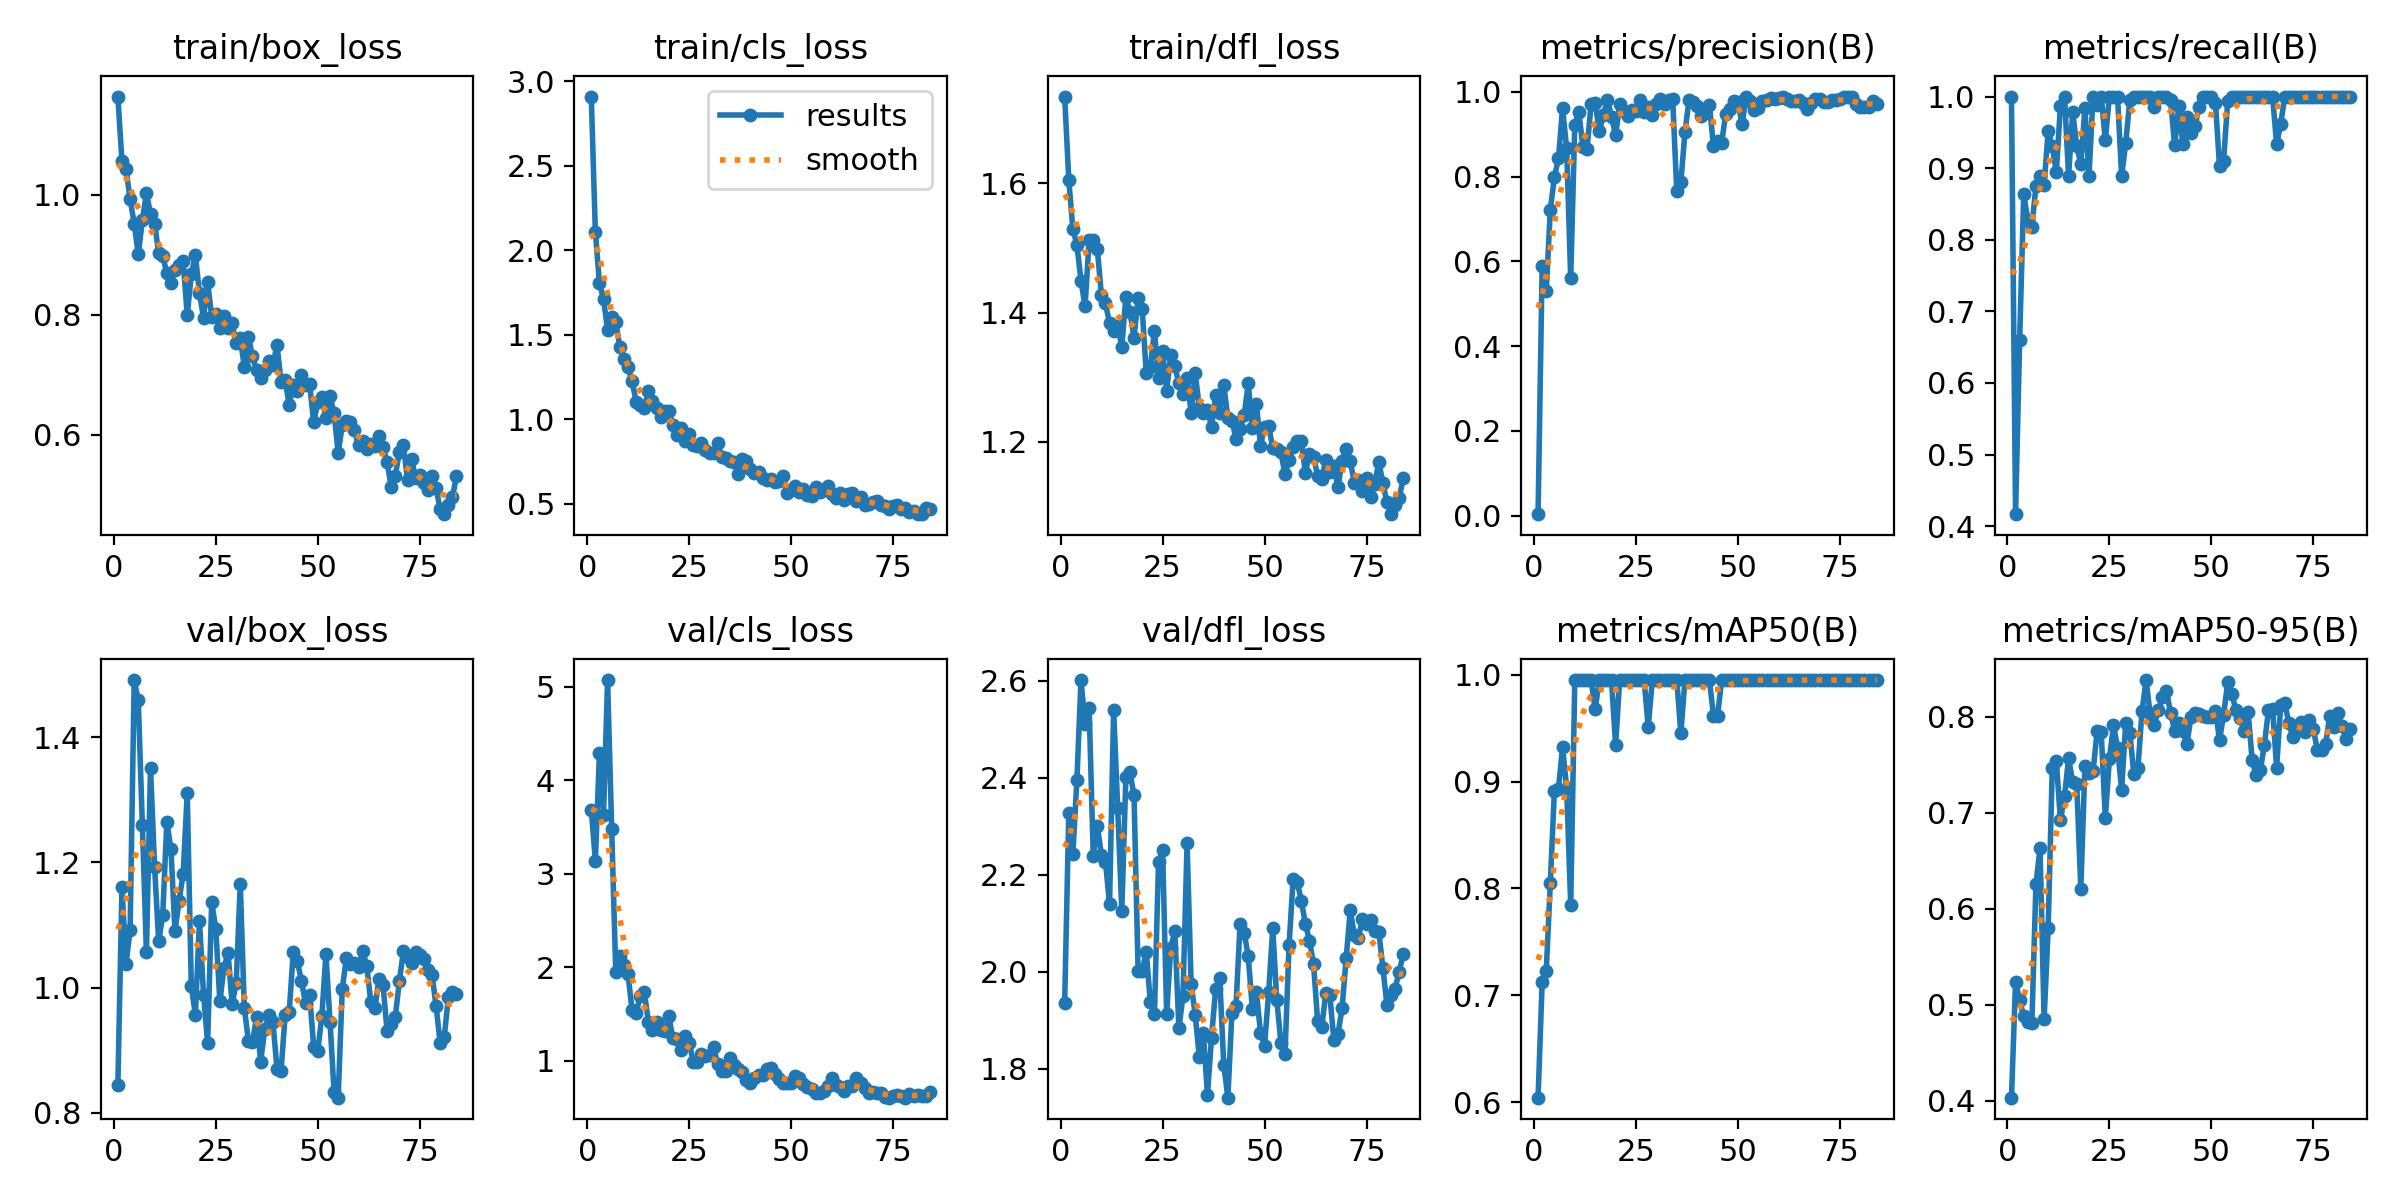 train/box_loss
1.0
0.8
0.6
0 25 50 75
train/cls_loss
3.0
2.5
2.0
1.5
1.0
0.5
0 25 50 75
results
smooth
train/dfl_loss
1.6
1.4
1.2
0 25 50 75
metrics/precision(B)
1.0
0.8
0.6
0.4
0.2
0.0
0 25 50 75
metrics/recall(B)
1.0
0.9
0.8
0.7
0.6
0.5
0.4
0 25 50 75
val/box_loss
1.4
1.2
1.0
0.8
0 25 50 75
val/cls_loss
5
4
3
2
1
0 25 50 75
val/dfl_loss
2.6
2.4
2.2
2.0
1.8
0 25 50 75
metrics/mAP50(B)
1.0
0.9
0.8
0.7
0.6
0 25 50 75
metrics/mAP50-95(B)
0.8
0.7
0.6
0.5
0.4
0 25 50 75